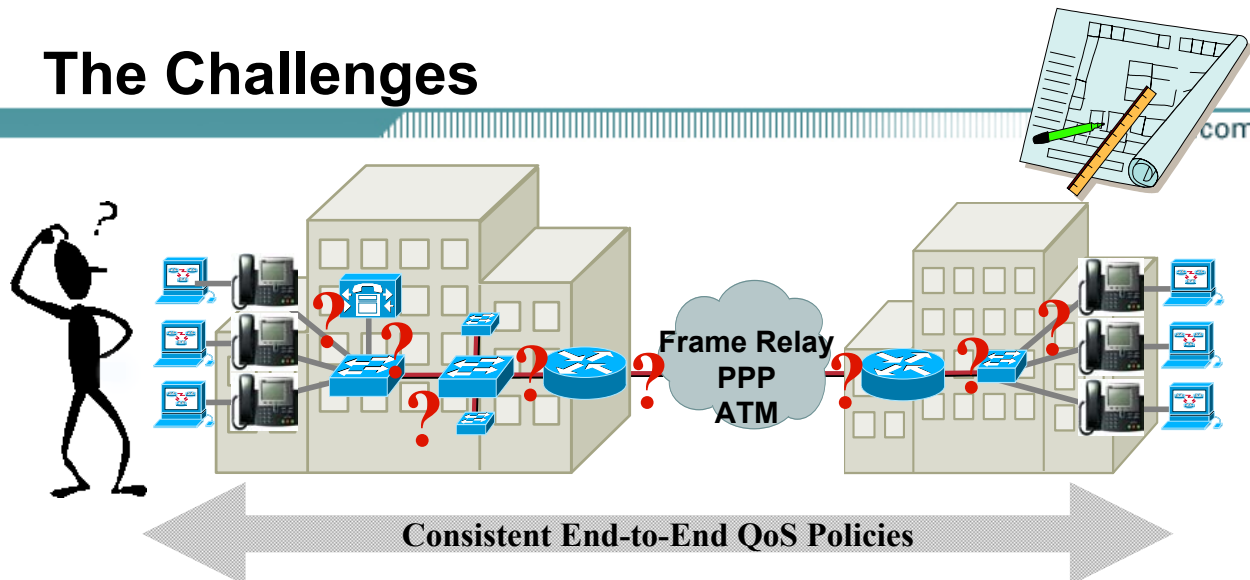 The Challenges
com
?
?
?
?
?
?
?
?
?
Frame Relay
PPP
ATM
Consistent End-to-End QoS Policies